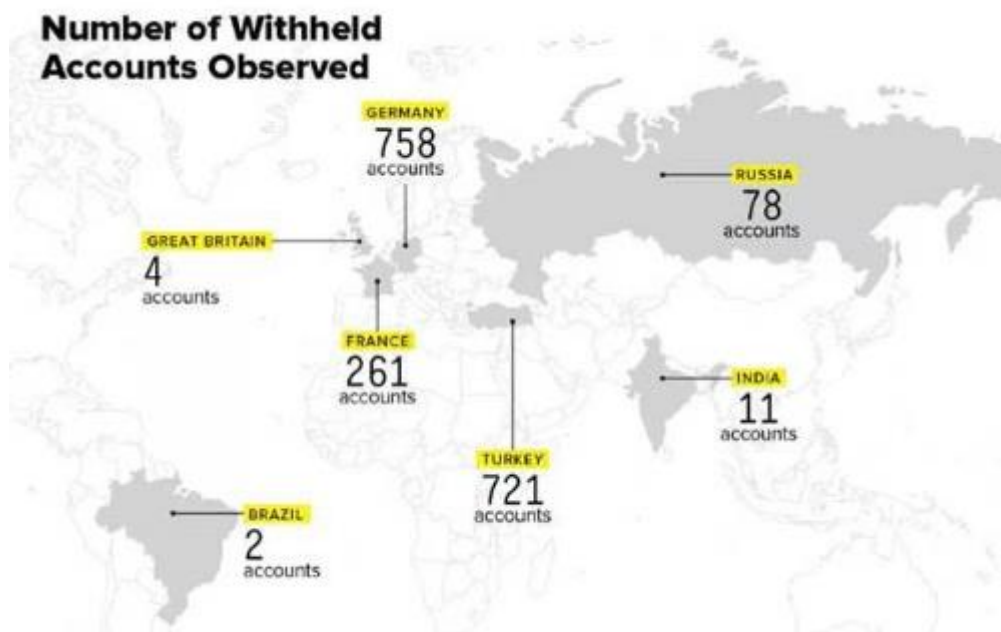 Number of Withheld
Accounts Observed
GERMANY
758
accounts
RUSSIA
78
accounts
GREAT BRITAIN
4
accounts
FRANCE
261
accounts
INDIA
11
accounts
TURKEY
721
accounts
BRAZIL
2
accounts